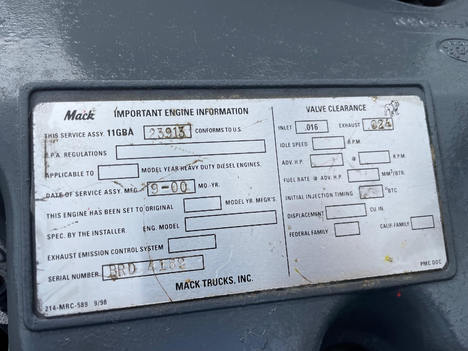 Mack IMPORTANT ENGINE INFORMATION
THIS SERVICE ASSY. 11GBA 23913 CONFORMS TO U.S.
E.P.A. REGULATIONS
APPLICABLE TO MODEL YEAR HEAVY DUTY DIESEL ENGINES.
DATE OF SERVICE ASSY. MFG. 9-00 MO.-YR.
THIS ENGINE HAS BEEN SET TO ORIGINAL MODEL YR. MFGR'S.
SPEC. BY THE INSTALLER ENG. MODEL
EXHAUST EMISSION CONTROL SYSTEM
SERIAL NUMBER BRD
MACK TRUCKS, INC.
214-MRC-589 9/98
VALVE CLEARANCE
INLET .016 EXHAUST .024
IDLE SPEED R.P.M.
ADV. H.P. @ R.P.M.
FUEL RATE @ ADV. H.P. MM³/STR.
INITIAL INJECTION TIMING °BTC
DISPLACEMENT CU. IN.
FEDERAL FAMILY CALIF. FAMILY
PMC DOC